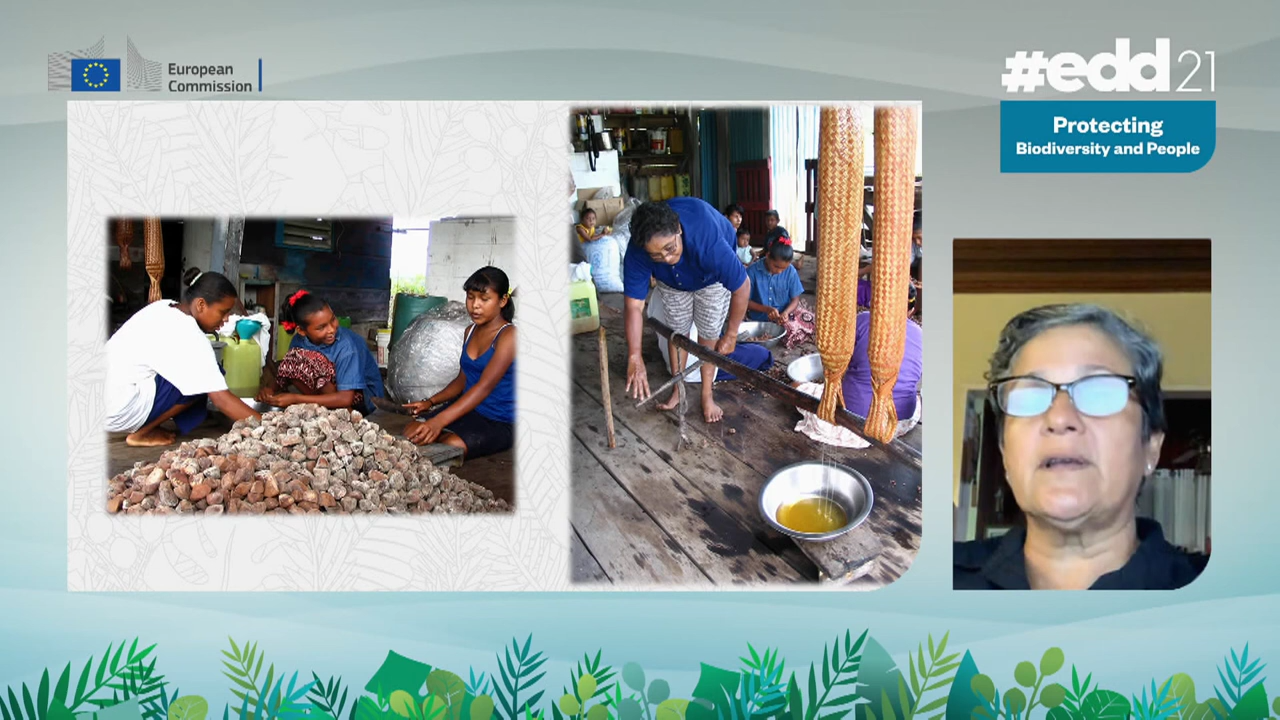 European
Commission
#edd21
Protecting
Biodiversity and People